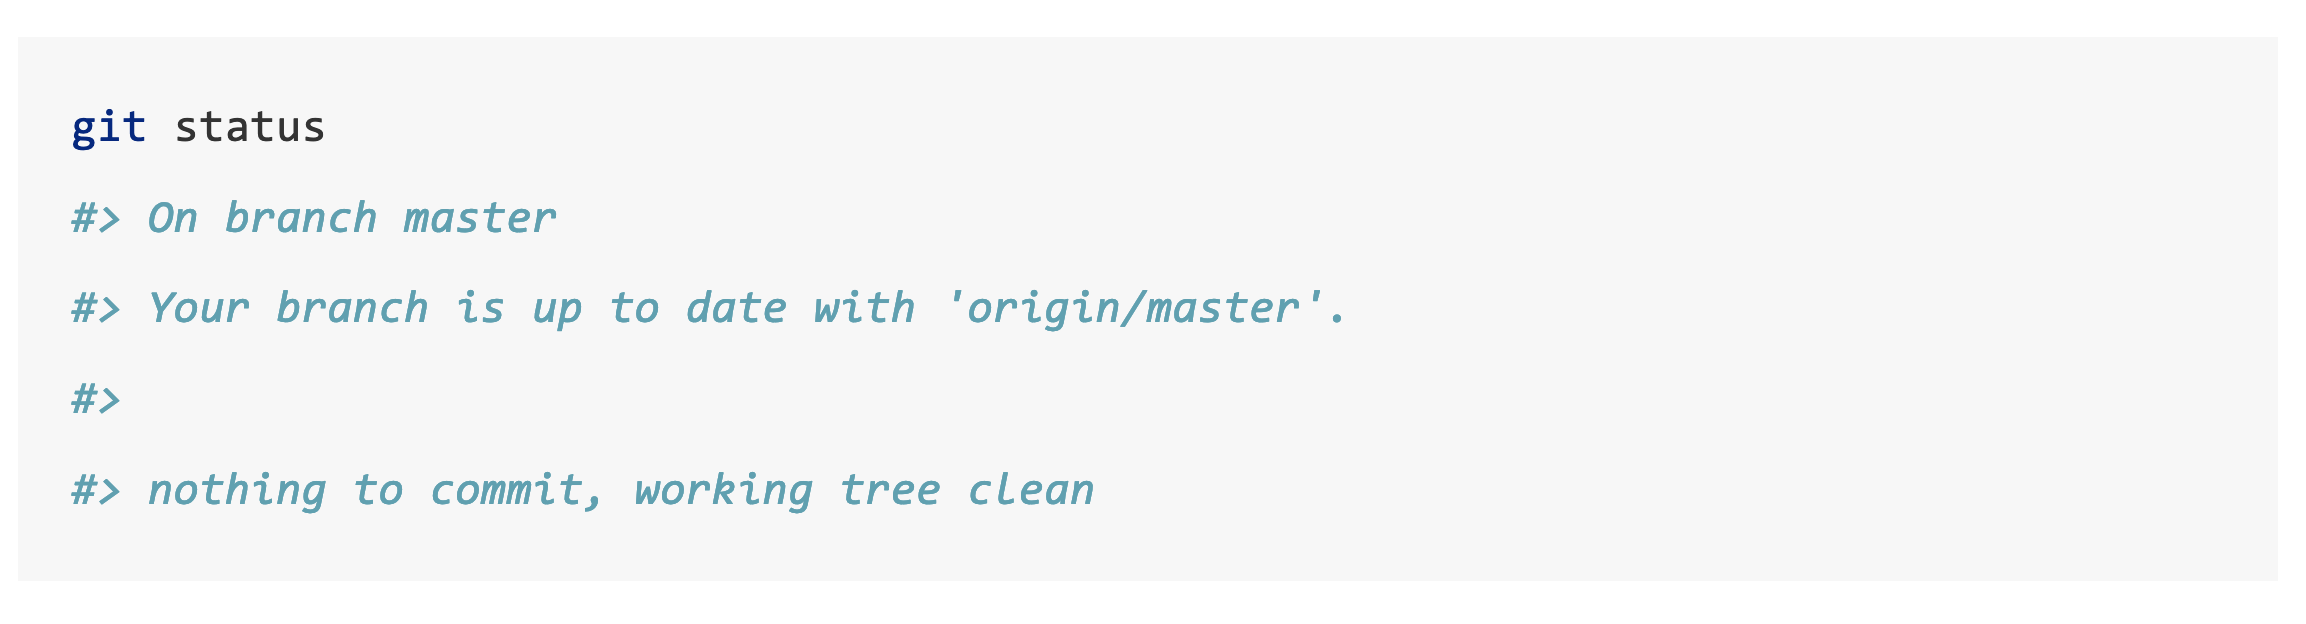 git status
#> On branch master
#> Your branch is up to date with 'origin/master'.
#>
#> nothing to commit, working tree clean